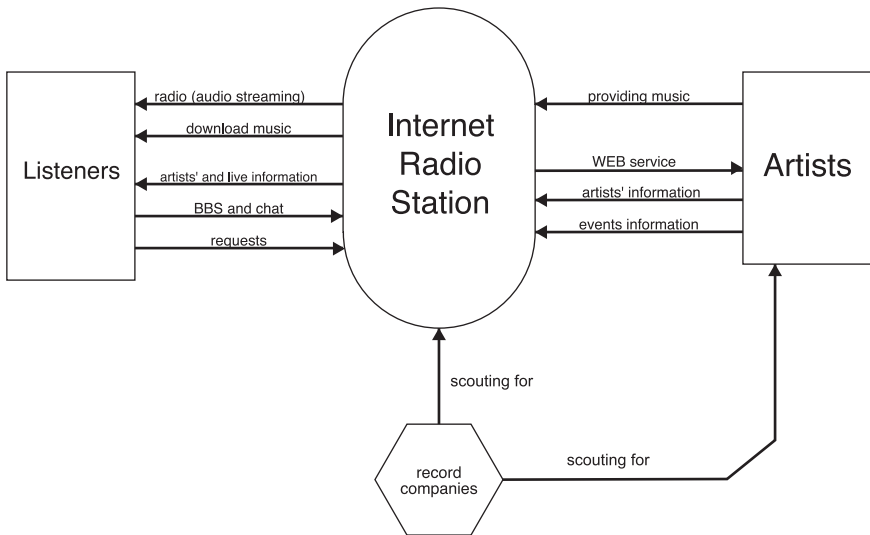 Listeners
radio (audio streaming)
download music
artists' and live information
BBS and chat
requests
Internet
Radio
Station
providing music
WEB service
artists' information
events information
Artists
scouting for
scouting for
record
companies